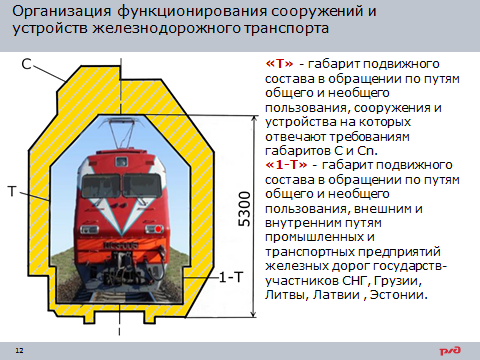 Организация функционирования сооружений и
устройств железнодорожного транспорта
С
Т
1-Т
5300
«Т» - габарит подвижного
состава в обращении по путям
общего и необщего
пользования, сооружения и
устройства на которых
отвечают требованиям
габаритов С и Сп.
«1-Т» - габарит подвижного
состава в обращении по путям
общего и необщего
пользования, внешним и
внутренним путям
промышленных и
транспортных предприятий
железных дорог государств-
участников СНГ, Грузии,
Литвы, Латвии , Эстонии.
12
РЖД